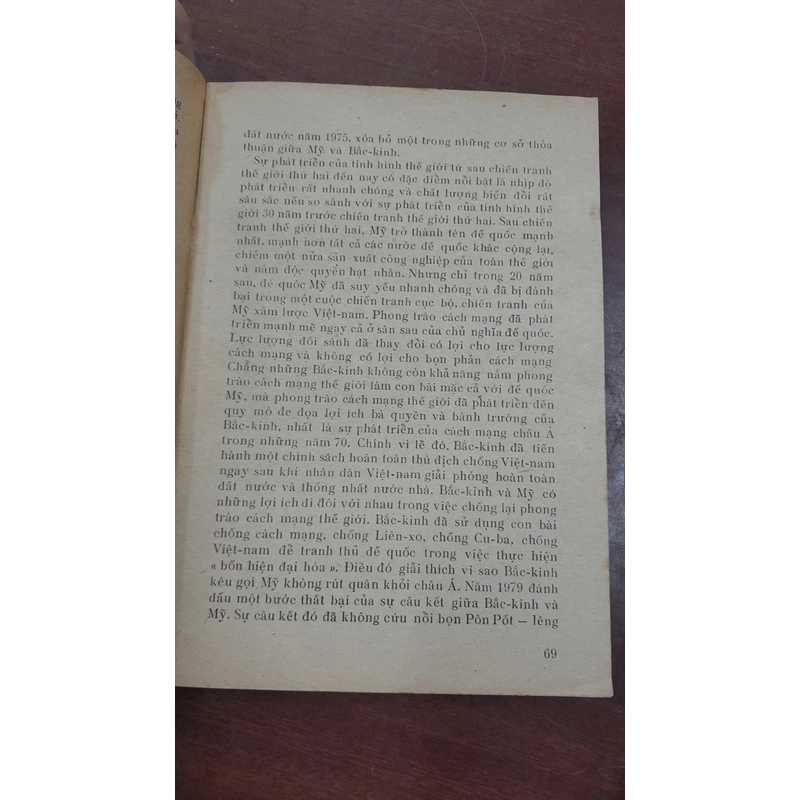 đất nước năm 1975, xóa bỏ một trong những cơ sở thỏa
thuận giữa Mỹ và Bắc-kinh.
Sự phát triển của tình hình thế giới từ sau chiến tranh
thế giới thứ hai đến nay có đặc điểm nổi bật là nhịp độ
phát triển rất nhanh chóng và chất lượng biến đổi rất
sâu sắc nếu so sánh với sự phát triển của tình hình thế
giới 30 năm trước chiến tranh thế giới thứ hai. Sau chiến
tranh thế giới thứ hai, Mỹ trở thành tên đế quốc mạnh
nhất, mạnh hơn tất cả các nước đế quốc khác cộng lại,
chiếm một nửa sản xuất công nghiệp của toàn thế giới
và nắm độc quyền hạt nhân. Nhưng chỉ trong 20 năm
sau, đế quốc Mỹ đã suy yếu nhanh chóng và đã bị đánh
bại trong một cuộc chiến tranh cục bộ, chiến tranh của
Mỹ xâm lược Việt-nam. Phong trào cách mạng đã phát
triển mạnh mẽ ngay cả ở sân sau của chủ nghĩa đế quốc.
Lực lượng đối sánh đã thay đổi có lợi cho lực lượng
cách mạng và không có lợi cho bọn phản cách mạng
Chẳng những Bắc-kinh không còn khả năng nắm phong
trào cách mạng thế giới làm con bài mặc cả với đế quốc
Mỹ, mà phong trào cách mạng thế giới đã phát triển đến
quy mô đe dọa lợi ích bá quyền và bành trướng của
Bắc-kinh, nhất là sự phát triển của cách mạng châu Á
trong những năm 70. Chính vì lẽ đó, Bắc-kinh đã tiến
hành một chính sách hoàn toàn thù địch chống Việt-nam
ngay sau khi nhân dân Việt-nam giải phóng hoàn toàn
đất nước và thống nhất nước nhà. Bắc-kinh và Mỹ có
những lợi ích đi đôi với nhau trong việc chống lại phong
trào cách mạng thế giới. Bắc-kinh đã sử dụng con bài
chống cách mạng, chống Liên-xo, chống Cu-ba, chống
Việt-nam để tranh thủ đế quốc trong việc thực hiện
« bốn hiện đại hóa ». Điều đó giải thích vì sao Bắc-kinh
kêu gọi Mỹ không rút quân khỏi châu Á. Năm 1979 đánh
dấu một bước thất bại của sự câu kết giữa Bắc-kinh và
Mỹ. Sự câu kết đó đã không cứu nổi bọn Pôn Pốt — Iêng
69